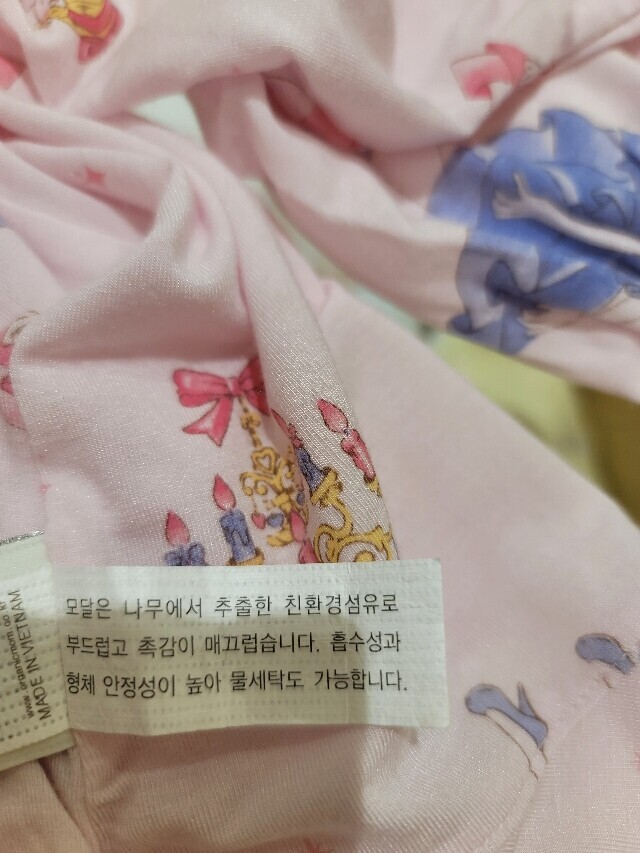 모달은 나무에서 추출한 친환경섬유로
부드럽고 촉감이 매끄럽습니다. 흡수성과
형체 안정성이 높아 물세탁도 가능합니다.
MADE IN VIETNAM